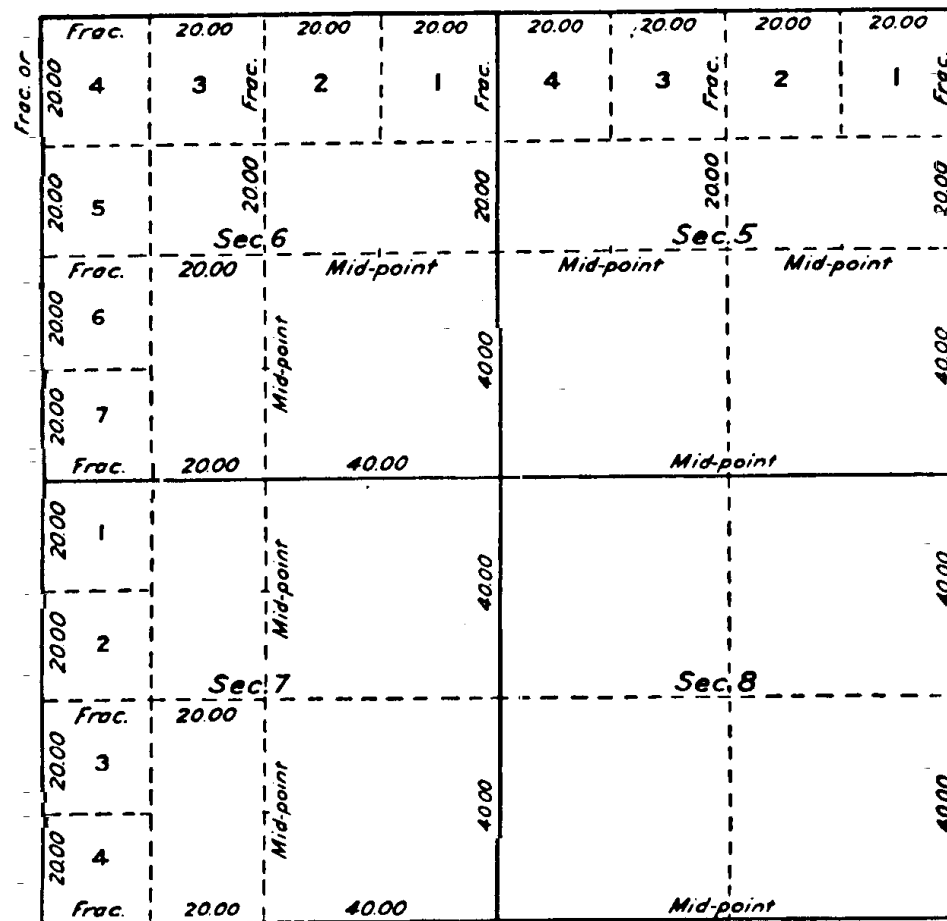 Frac. 20.00 20.00 20.00 20.00 20.00 20.00 20.00
Frac. or 20.00 4 3 Frac. 2 1 Frac. 4 3 Frac. 2 1 Frac.
20.00 5 20.00 20.00 20.00 20.00
Sec. 6 Sec. 5
Frac. 20.00 Mid-point Mid-point Mid-point
20.00 6
Mid-point 40.00 40.00
20.00 7
Frac. 20.00 40.00 Mid-point
20.00 1
Mid-point 40.00 40.00
20.00 2
Sec. 7 Sec. 8
Frac. 20.00
20.00 3
Mid-point 40.00 40.00
20.00 4
Frac. 20.00 40.00 Mid-point